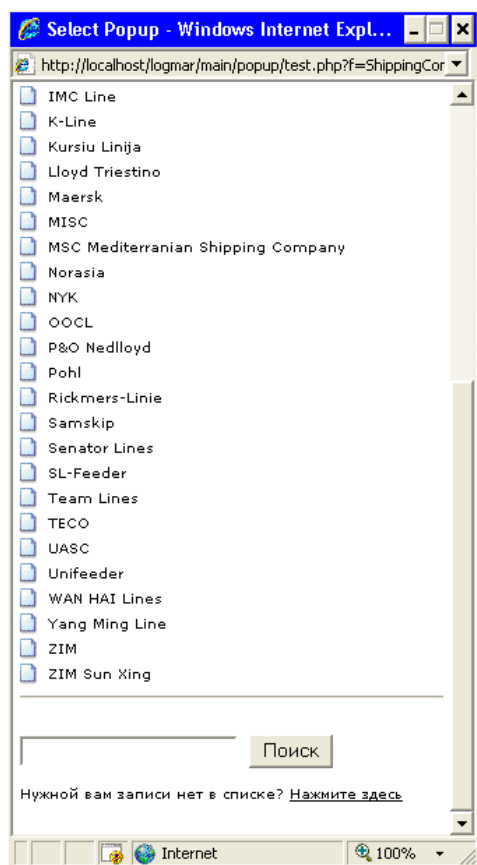 Select Popup - Windows Internet Expl...
http://localhost/logmar/main/popup/test.php?f=ShippingCor
IMC Line
K-Line
Kursiu Linija
Lloyd Triestino
Maersk
MISC
MSC Mediterranian Shipping Company
Norasia
NYK
OOCL
P&O Nedlloyd
Pohl
Rickmers-Linie
Samskip
Senator Lines
SL-Feeder
Team Lines
TECO
UASC
Unifeeder
WAN HAI Lines
Yang Ming Line
ZIM
ZIM Sun Xing
Поиск
Нужной вам записи нет в списке? Нажмите здесь
Internet 100%